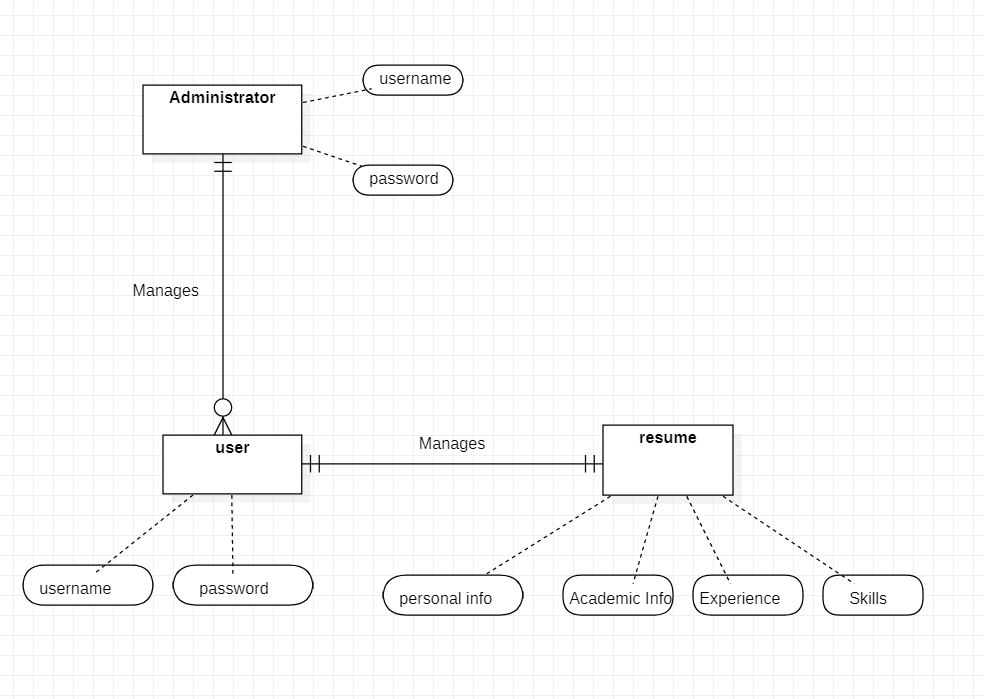 username
Administrator
password
Manages
Manages
resume
user
username
password
personal info
Academic Info
Experience
Skills